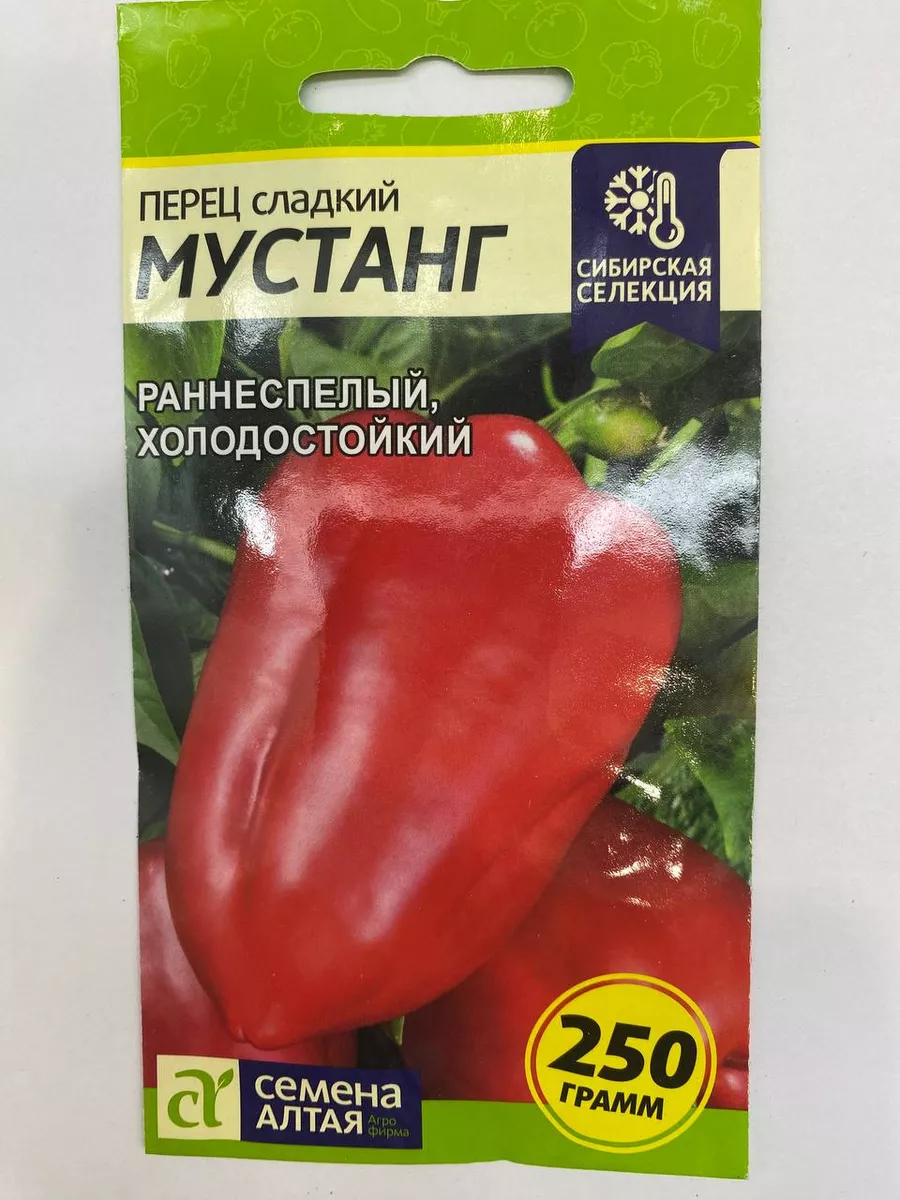 ПЕРЕЦ сладкий
МУСТАНГ
СИБИРСКАЯ
СЕЛЕКЦИЯ
РАННЕСПЕЛЫЙ,
ХОЛОДОСТОЙКИЙ
250
ГРАММ
семена
АЛТАЯ
Агро
фирма